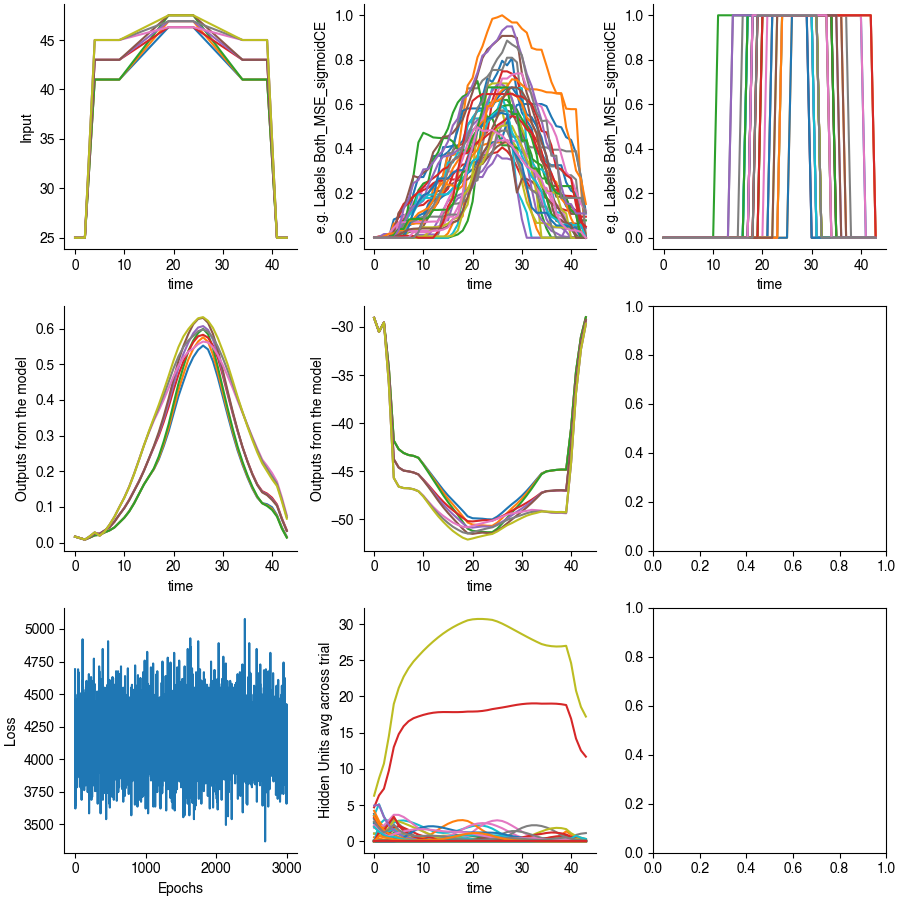 45
40
35
30
25
Input
0 10 20 30 40
time
1.0
0.8
0.6
0.4
0.2
0.0
e.g. Labels Both_MSE_sigmoidCE
0 10 20 30 40
time
1.0
0.8
0.6
0.4
0.2
0.0
e.g. Labels Both_MSE_sigmoidCE
0 20 40
time
0.6
0.5
0.4
0.3
0.2
0.1
0.0
Outputs from the model
0 10 20 30 40
time
−30
−35
−40
−45
−50
Outputs from the model
0 10 20 30 40
time
1.0
0.8
0.6
0.4
0.2
0.0
0.0 0.2 0.4 0.6 0.8 1.0
5000
4750
4500
4250
4000
3750
3500
Loss
0 1000 2000 3000
Epochs
30
25
20
15
10
5
0
Hidden Units avg across trial
0 10 20 30 40
time
1.0
0.8
0.6
0.4
0.2
0.0
0.0 0.2 0.4 0.6 0.8 1.0